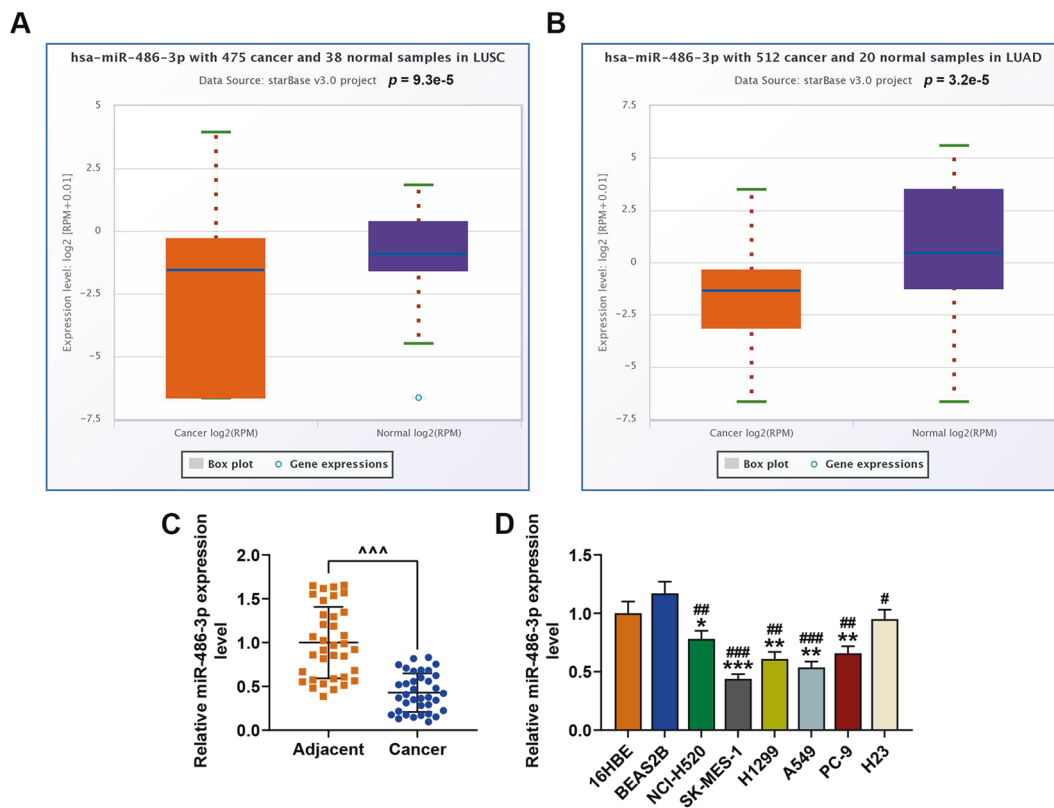 A
hsa-miR-486-3p with 475 cancer and 38 normal samples in LUSC
Data Source: starBase v3.0 project p = 9.3e-5
Expression level: log2 [RPM+0.01]
5
2.5
0
−2.5
−5
−7.5
Cancer log2(RPM)
Normal log2(RPM)
Box plot
Gene expressions
B
hsa-miR-486-3p with 512 cancer and 20 normal samples in LUAD
Data Source: starBase v3.0 project p = 3.2e-5
Expression level: log2 [RPM+0.01]
7.5
5
2.5
0
−2.5
−5
−7.5
Cancer log2(RPM)
Normal log2(RPM)
Box plot
Gene expressions
C
Relative miR-486-3p expression
level
2.0
1.5
1.0
0.5
0.0
^^^
Adjacent
Cancer
D
Relative miR-486-3p expression
level
1.5
1.0
0.5
0.0
##
*
###
***
##
**
###
**
##
**
#
16HBE
BEAS2B
NCI-H520
SK-MES-1
H1299
A549
PC-9
H23